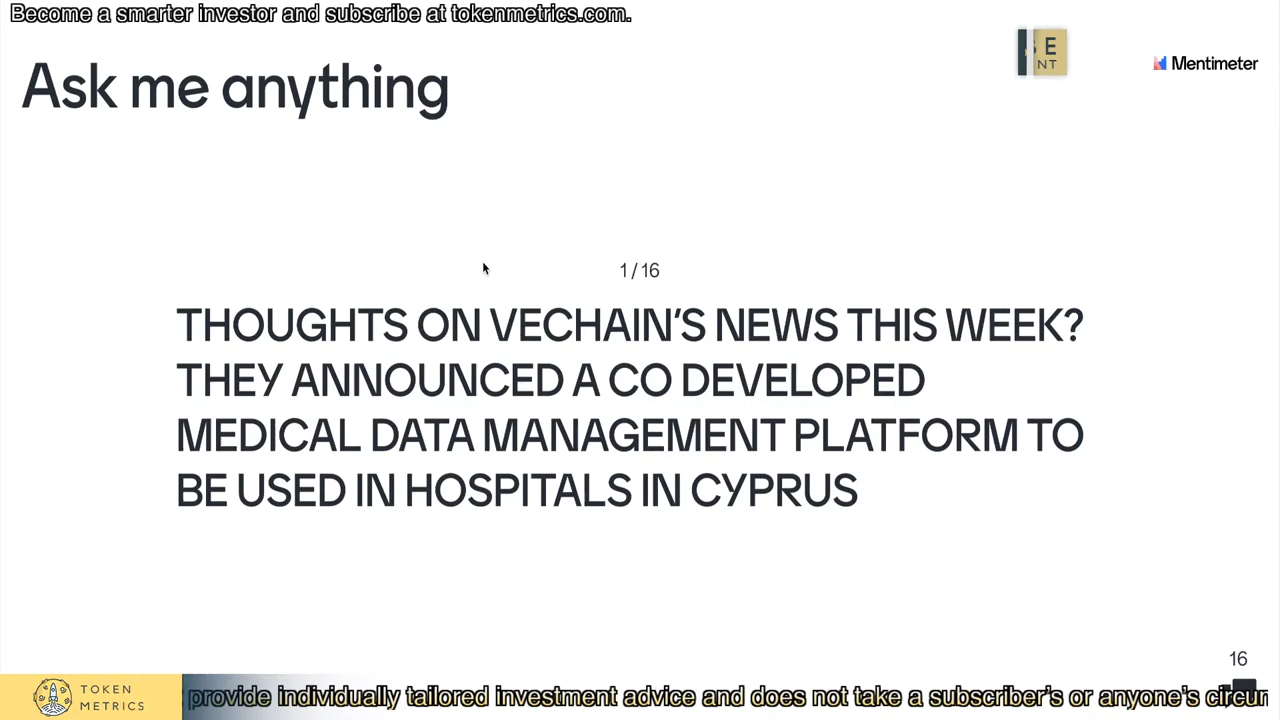 Become a smarter investor and subscribe at tokenmetrics.com.
Ask me anything
E
NT
Mentimeter
1/16
THOUGHTS ON VECHAIN'S NEWS THIS WEEK?
THEY ANNOUNCED A CO DEVELOPED
MEDICAL DATA MANAGEMENT PLATFORM TO
BE USED IN HOSPITALS IN CYPRUS
16
TOKEN
METRICS
provide individually tailored investment advice and does not take a subscriber's or anyone's